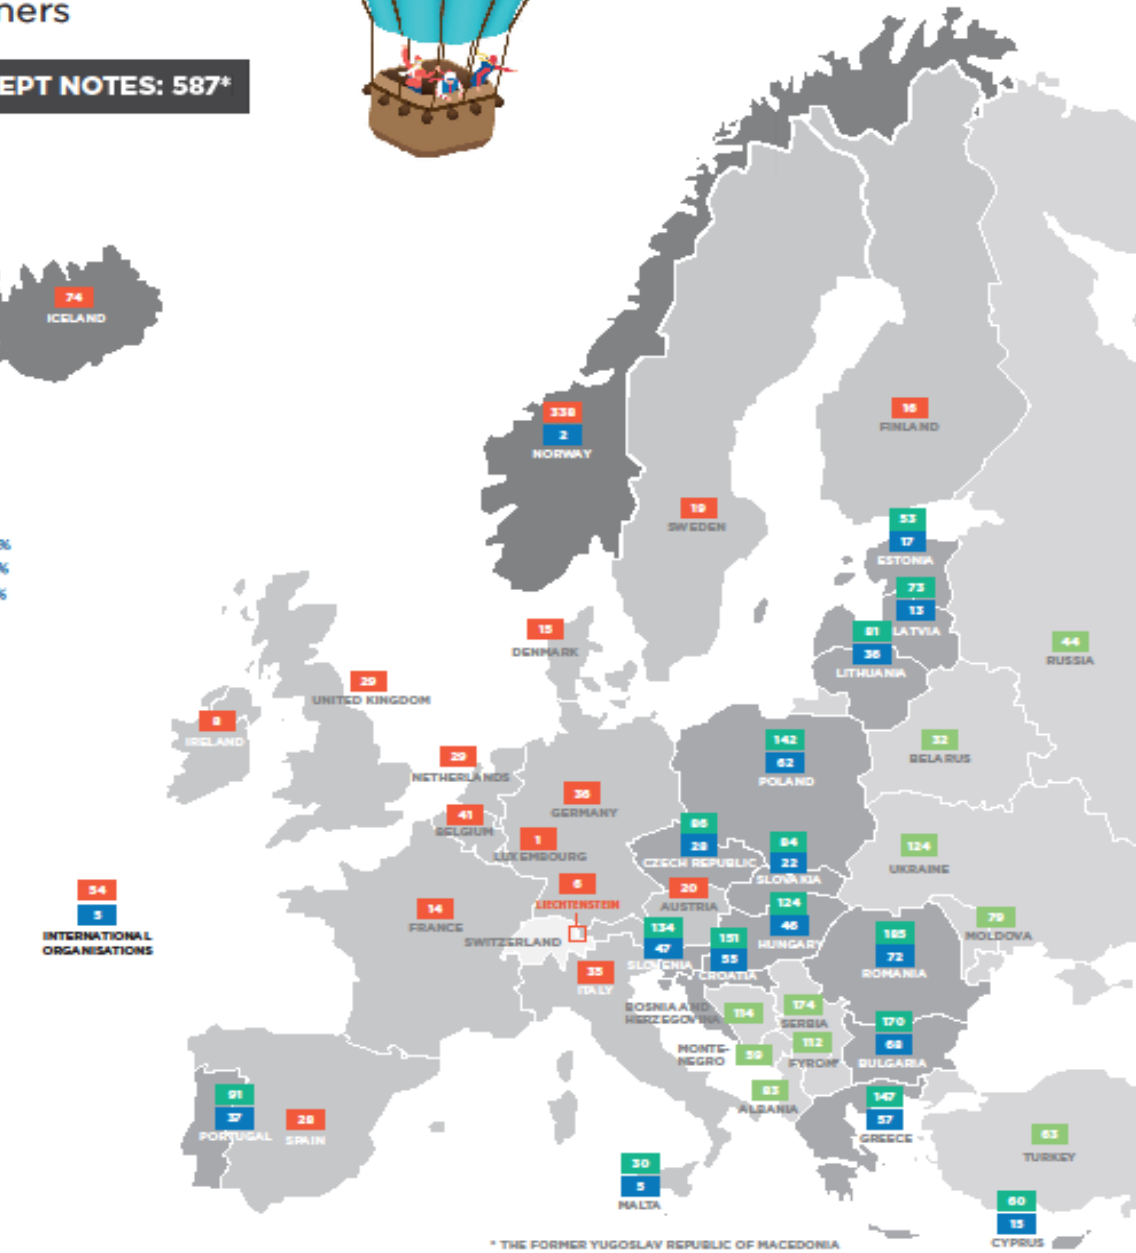 ners
EPT NOTES: 587*
74
ICELAND
338
2
NORWAY
16
FINLAND
19
SWEDEN
53
17
ESTONIA
%
%
%
73
13
LATVIA
15
DENMARK
81
36
LITHUANIA
44
RUSSIA
29
UNITED KINGDOM
8
IRELAND
142
62
POLAND
32
BELARUS
29
NETHERLANDS
36
GERMANY
41
BELGIUM
1
LUXEMBOURG
86
28
CZECH REPUBLIC
84
22
SLOVAKIA
124
UKRAINE
54
5
INTERNATIONAL
ORGANISATIONS
6
LIECHTENSTEIN
20
AUSTRIA
14
FRANCE
SWITZERLAND
124
46
HUNGARY
79
MOLDOVA
134
47
SLOVENIA
151
55
CROATIA
185
72
ROMANIA
35
ITALY
BOSNIA AND
HERZEGOVINA
114
174
SERBIA
170
68
BULGARIA
MONTE-
NEGRO
59
112
FYROM*
83
ALBANIA
91
37
PORTUGAL
28
SPAIN
147
57
GREECE
63
TURKEY
30
5
MALTA
60
15
CYPRUS
* THE FORMER YUGOSLAV REPUBLIC OF MACEDONIA